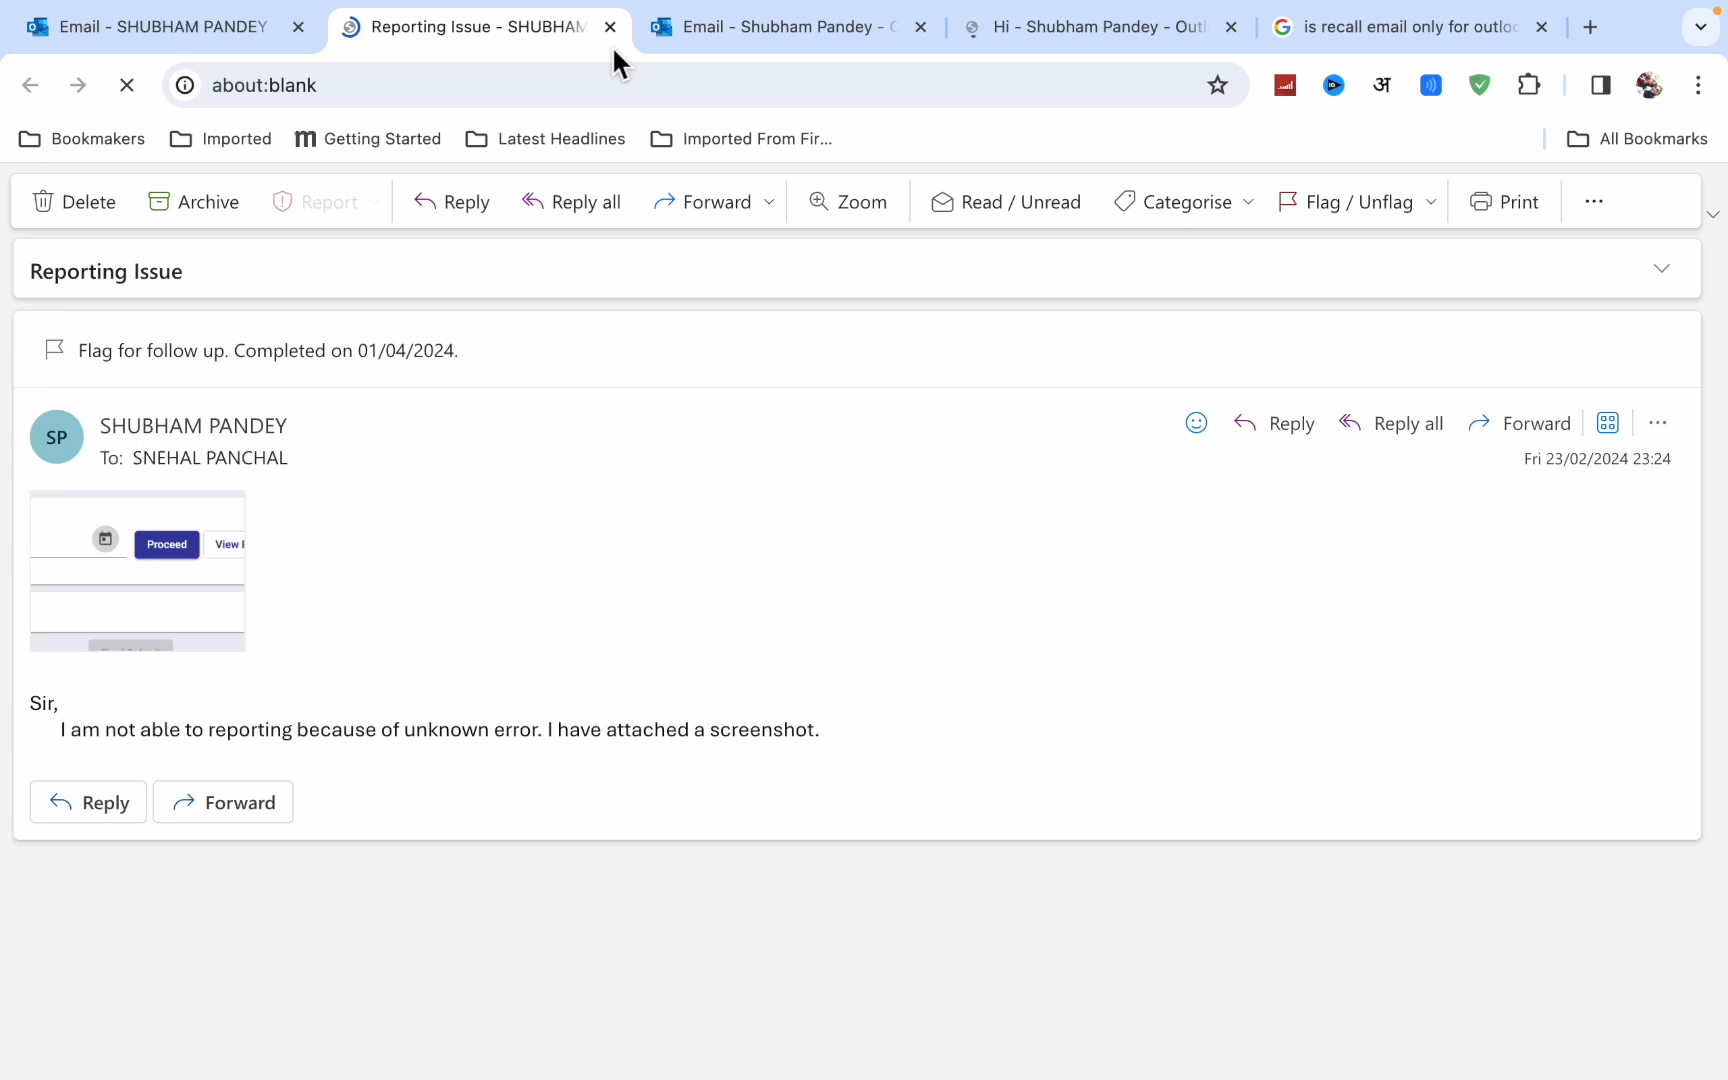 Email - SHUBHAM PANDEY
Reporting Issue - SHUBHAM
Email - Shubham Pandey -
Hi - Shubham Pandey - Outl
is recall email only for outloo
about:blank
अ
Bookmakers
Imported
Getting Started
Latest Headlines
Imported From Fir...
All Bookmarks
Delete
Archive
Report
Reply
Reply all
Forward
Zoom
Read / Unread
Categorise
Flag / Unflag
Print
Reporting Issue
Flag for follow up. Completed on 01/04/2024.
SP
SHUBHAM PANDEY
To: SNEHAL PANCHAL
Reply
Reply all
Forward
Fri 23/02/2024 23:24
Proceed
View
Sir,
I am not able to reporting because of unknown error. I have attached a screenshot.
Reply
Forward